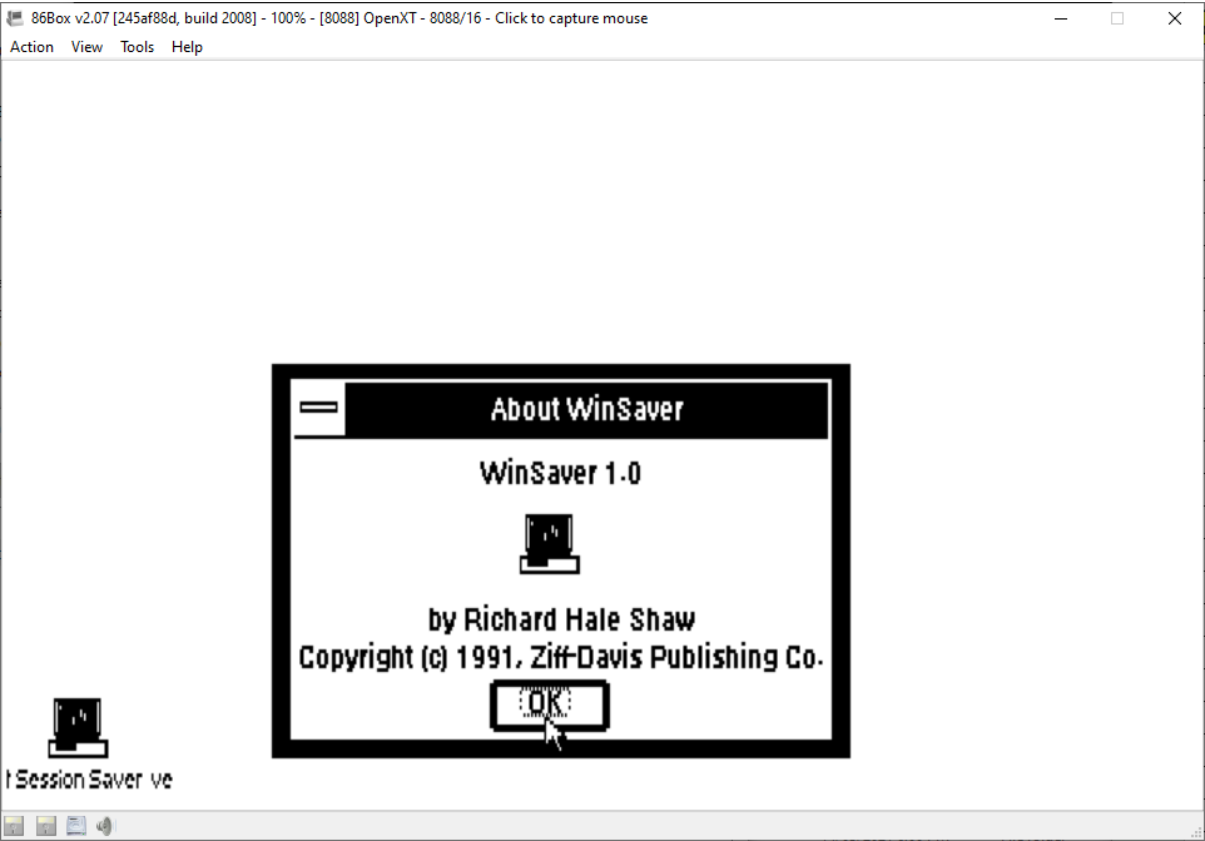 86Box v2.07 [245af88d, build 2008] - 100% - [8088] OpenXT - 8088/16 - Click to capture mouse
Action View Tools Help
About WinSaver
WinSaver 1.0
by Richard Hale Shaw
Copyright (c) 1991, Ziff-Davis Publishing Co.
OK
t Session Saver ve